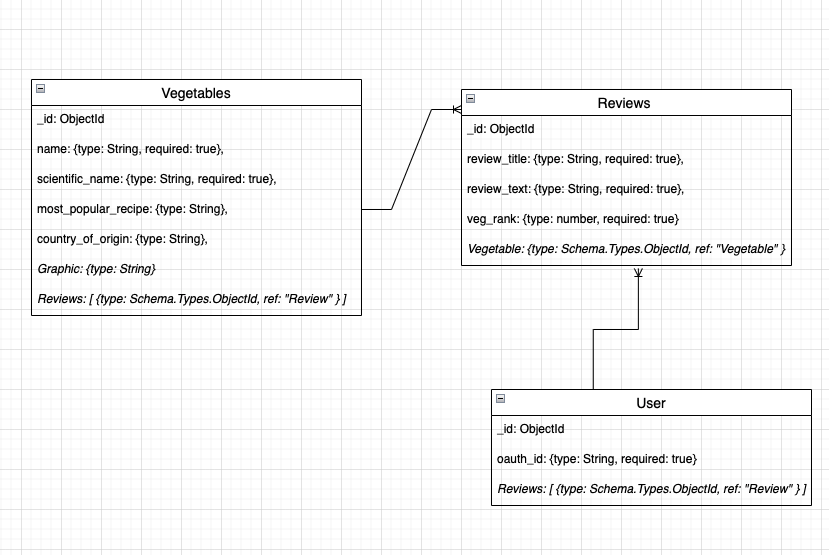 Vegetables
_id: ObjectId
name: {type: String, required: true},
scientific_name: {type: String, required: true},
most_popular_recipe: {type: String},
country_of_origin: {type: String},
Graphic: {type: String}
Reviews: [ {type: Schema.Types.ObjectId, ref: "Review" } ]
Reviews
_id: ObjectId
review_title: {type: String, required: true},
review_text: {type: String, required: true},
veg_rank: {type: number, required: true}
Vegetable: {type: Schema.Types.ObjectId, ref: "Vegetable" }
User
_id: ObjectId
oauth_id: {type: String, required: true}
Reviews: [ {type: Schema.Types.ObjectId, ref: "Review" } ]